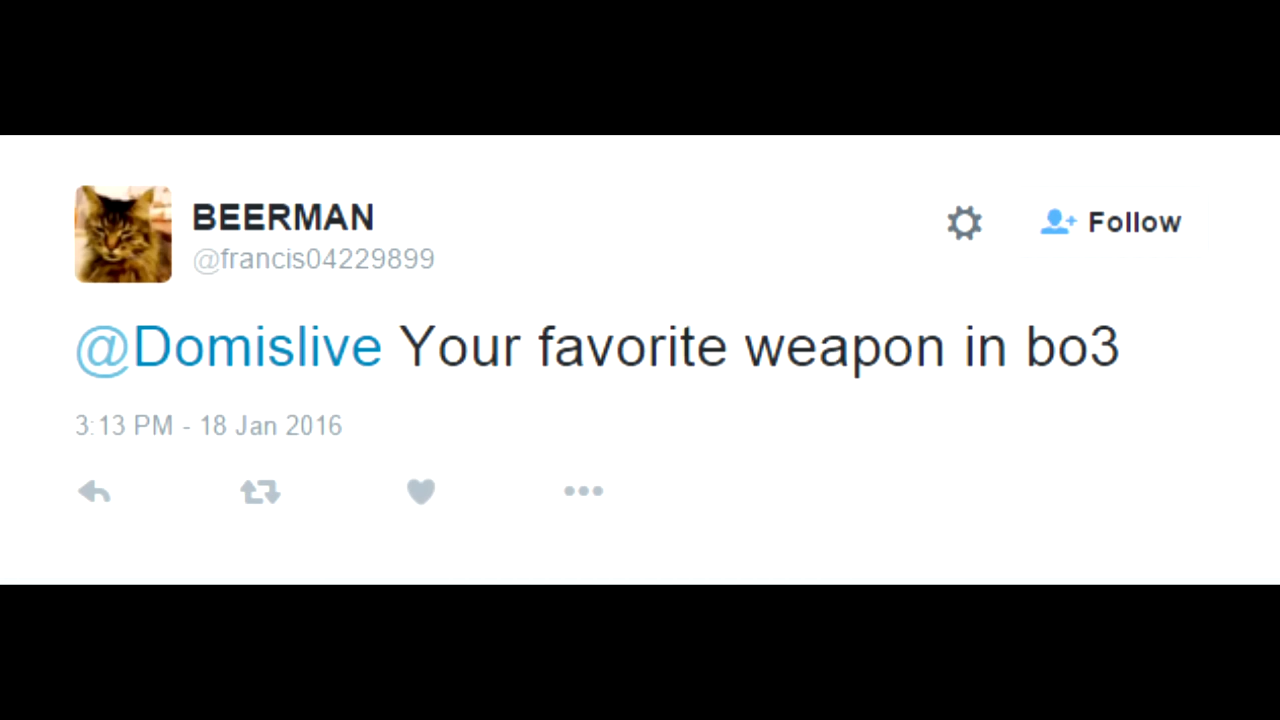 BEERMAN
Follow
@francis04229899
@Domislive Your favorite weapon in bo3
3:13 PM - 18 Jan 2016